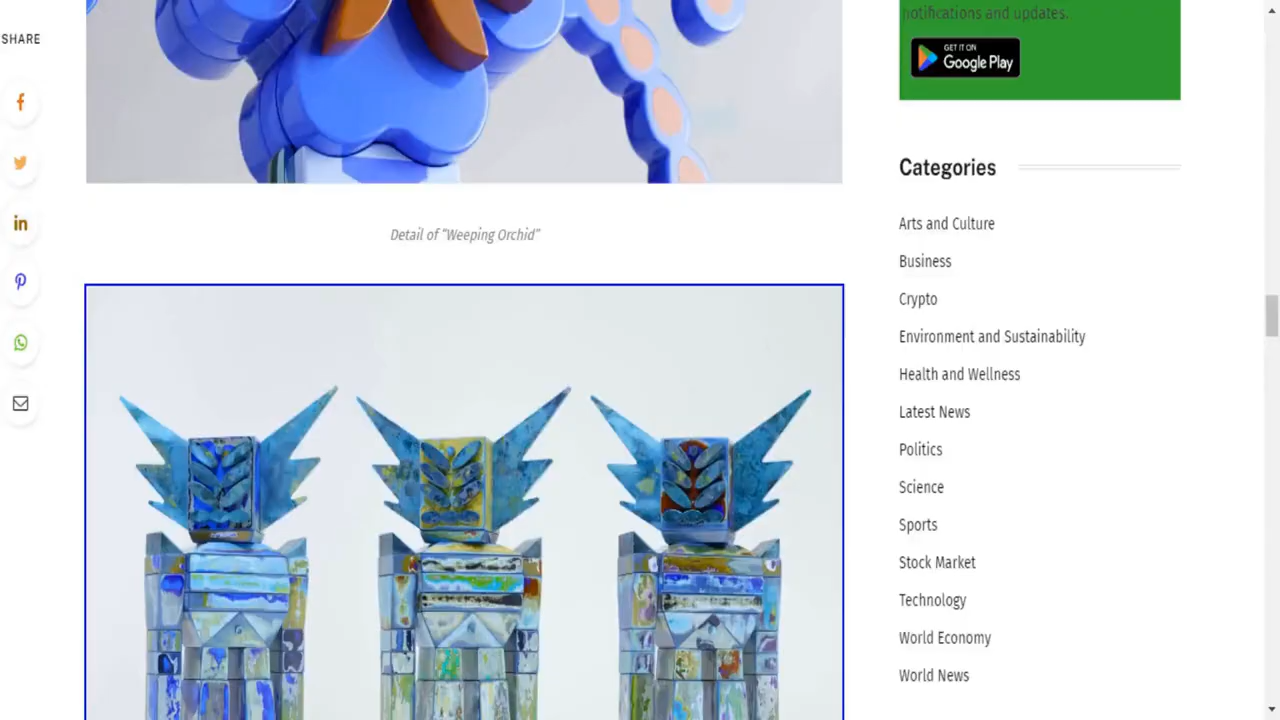 SHARE
notifications and updates.
GET IT ON
Google Play
Categories
Arts and Culture
Detail of “Weeping Orchid”
Business
Crypto
Environment and Sustainability
Health and Wellness
Latest News
Politics
Science
Sports
Stock Market
Technology
World Economy
World News